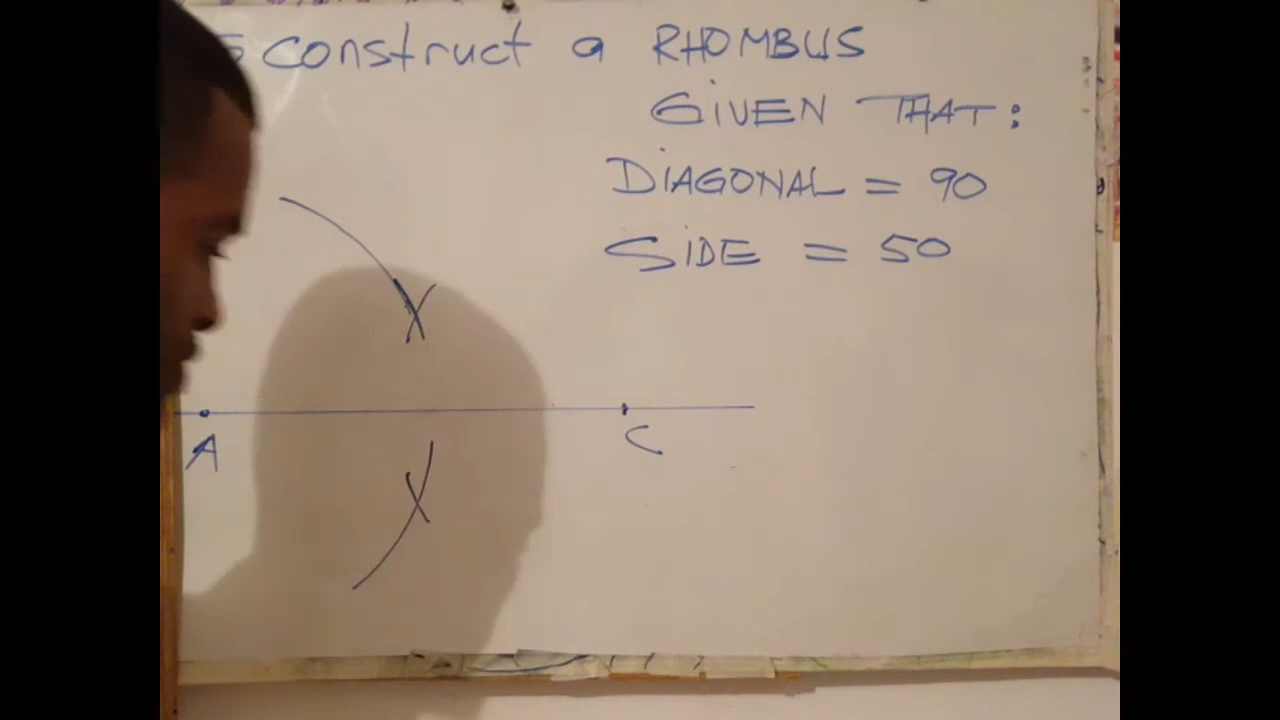 construct a RHOMBUS
GiVEN THAT:
DiAGONAL = 90
SiDE = 50
A
C